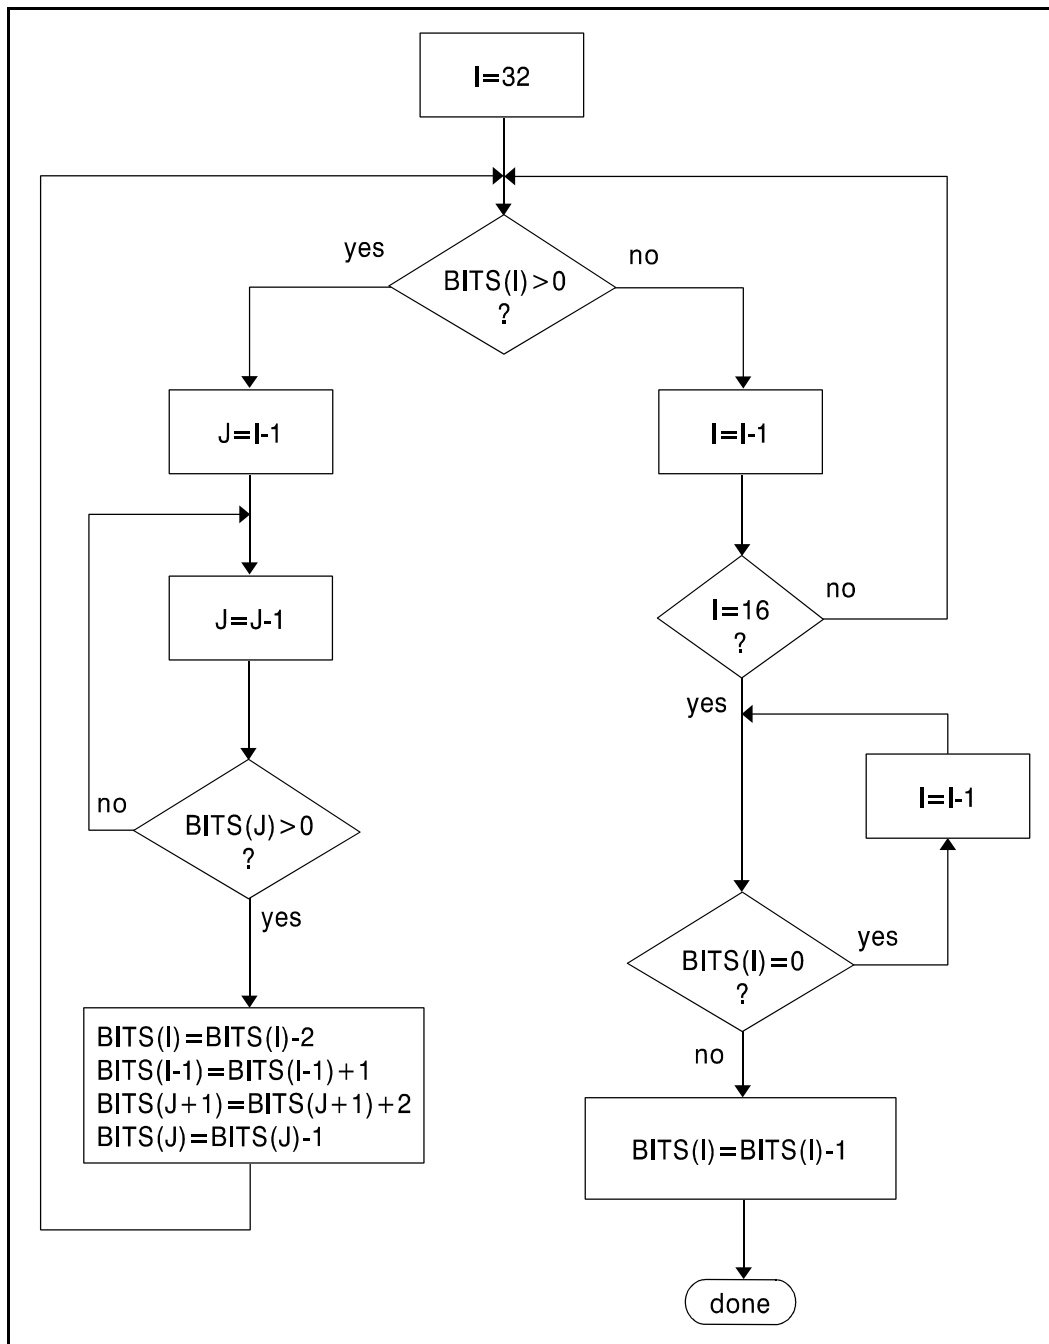 I=32
yes
no
BITS(I)>0
?
J=I-1
I=I-1
J=J-1
I=16
?
no
yes
I=I-1
no
BITS(J)>0
?
yes
BITS(I)=0
?
yes
no
BITS(I)=BITS(I)-2
BITS(I-1)=BITS(I-1)+1
BITS(J+1)=BITS(J+1)+2
BITS(J)=BITS(J)-1
BITS(I)=BITS(I)-1
done